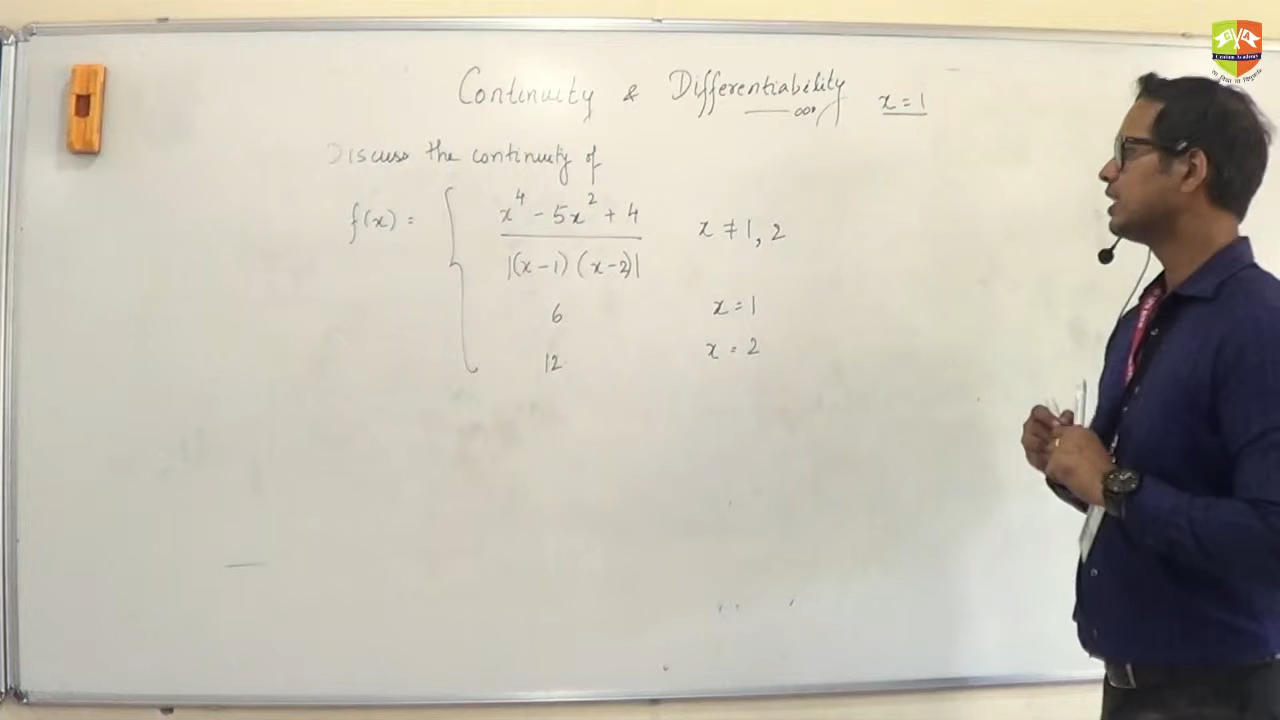 Continuity & Differentiability
x = 1
Discuss the continuity of
f(x) = { x⁴ - 5x² + 4 / |(x-1)(x-2)| x ≠ 1, 2
6 x = 1
12 x = 2